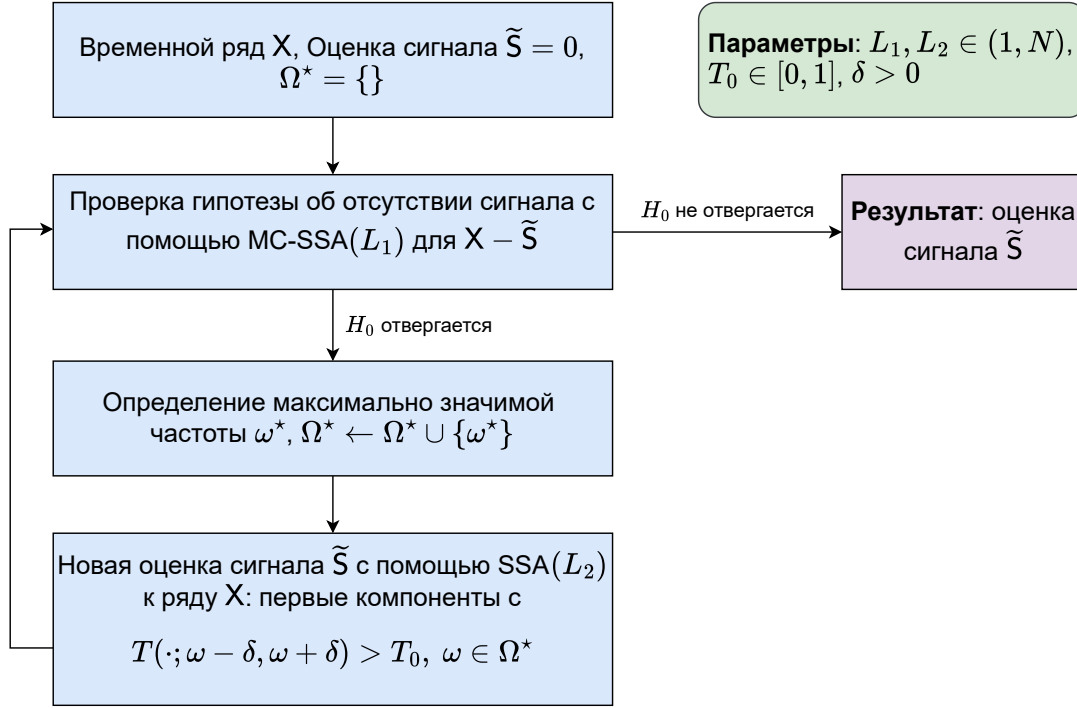 Временной ряд X, Оценка сигнала S̃ = 0,
Ω⋆ = {}
Параметры: L₁, L₂ ∈ (1, N),
T₀ ∈ [0, 1], δ > 0
Проверка гипотезы об отсутствии сигнала с
помощью MC-SSA(L₁) для X − S̃
H₀ не отвергается
Результат: оценка
сигнала S̃
H₀ отвергается
Определение максимально значимой
частоты ω⋆, Ω⋆ ← Ω⋆ ∪ {ω⋆}
Новая оценка сигнала S̃ с помощью SSA(L₂)
к ряду X: первые компоненты с
T(·; ω − δ, ω + δ) > T₀, ω ∈ Ω⋆